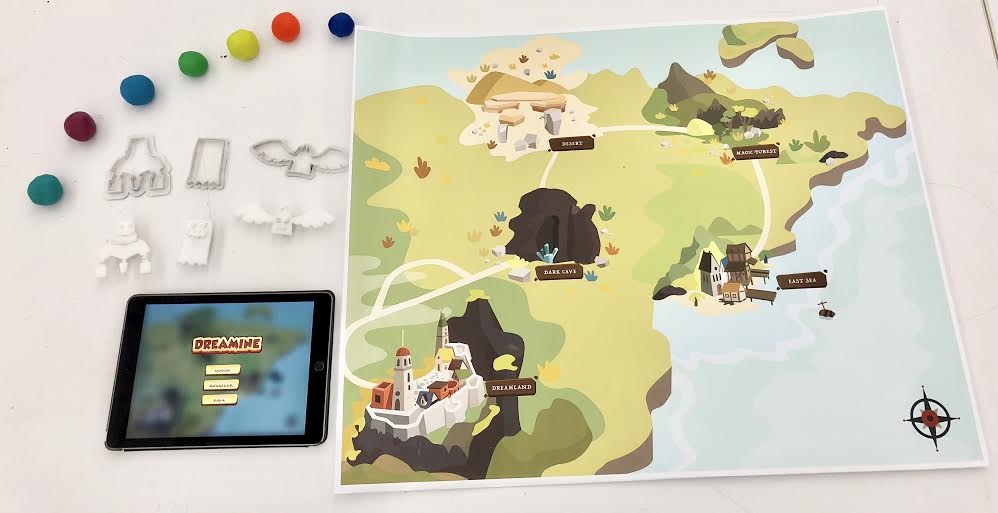 DESERT
MAGIC FOREST
DARK CAVE
EAST SEA
DREAMLAND
DREAMINE